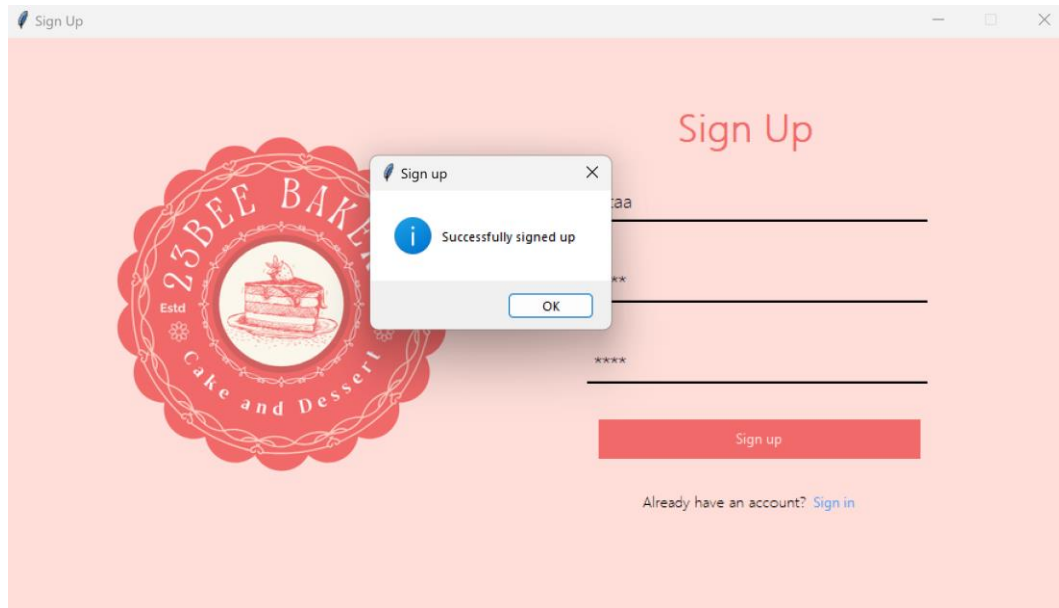 Sign Up
Sign Up
Sign up
Successfully signed up
OK
23BEE
Estd
Cake and Dessert
****
Sign up
Already have an account? Sign in